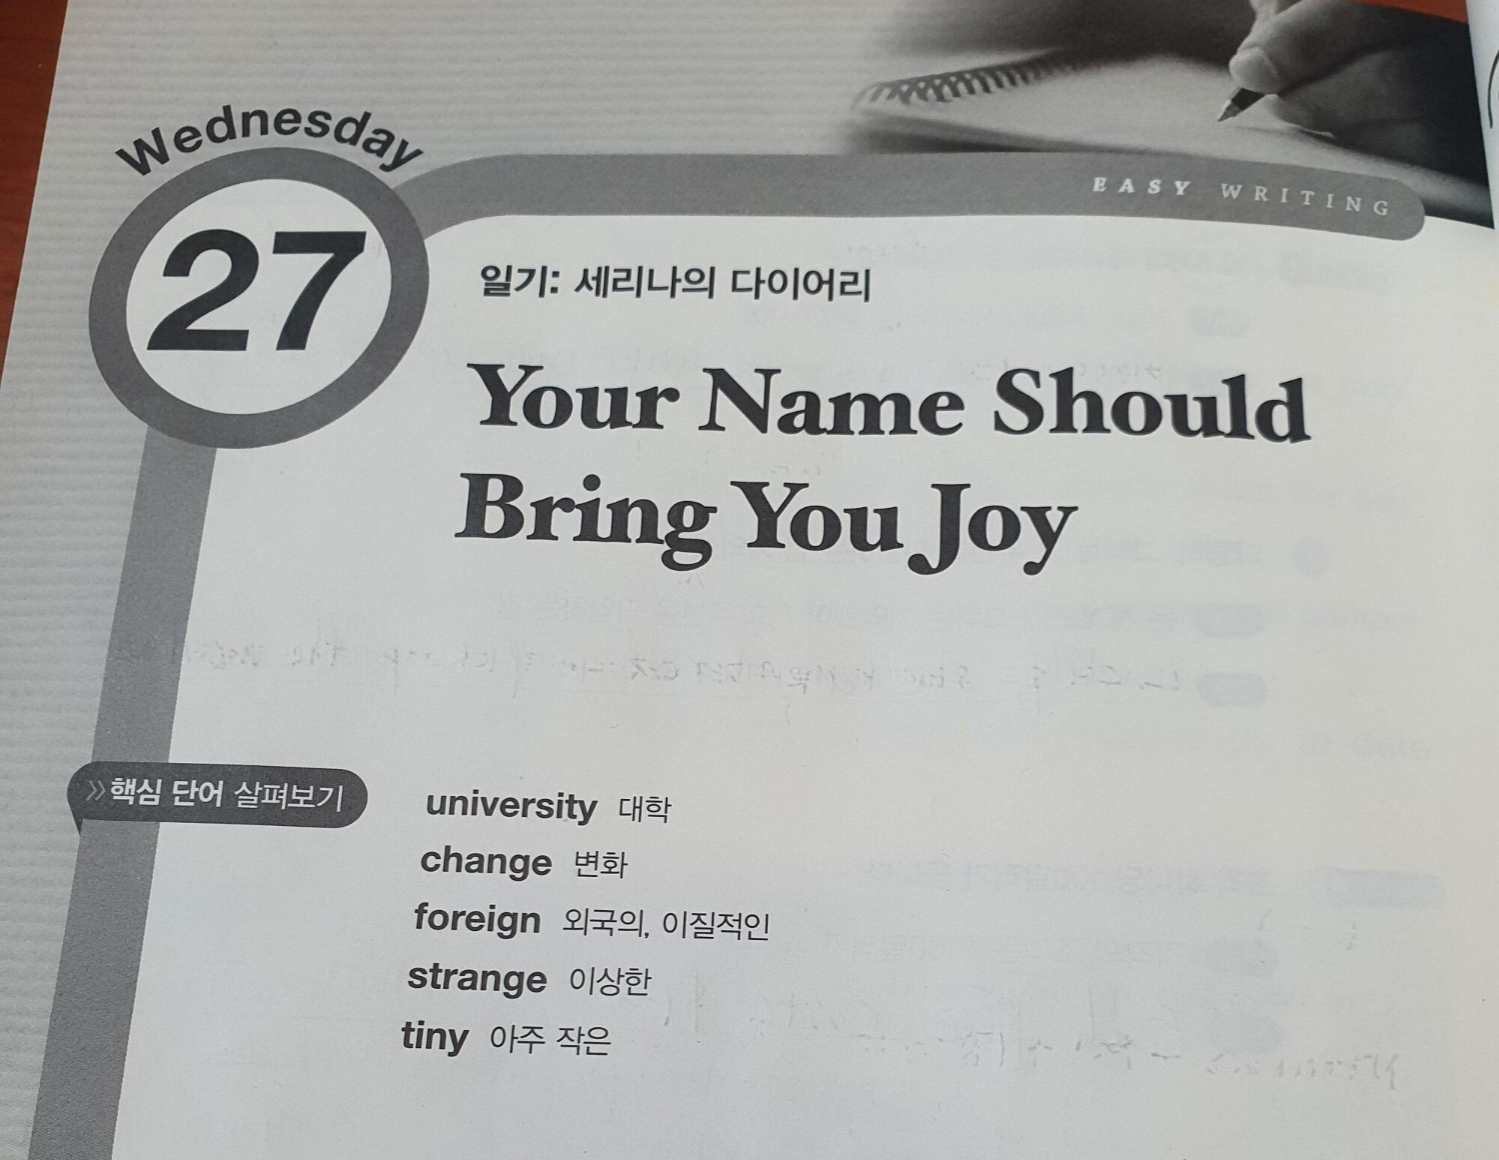 Wednesday
27
EASY WRITING
일기: 세리나의 다이어리
Your Name Should
Bring You Joy
» 핵심 단어 살펴보기
university 대학
change 변화
foreign 외국의, 이질적인
strange 이상한
tiny 아주 작은